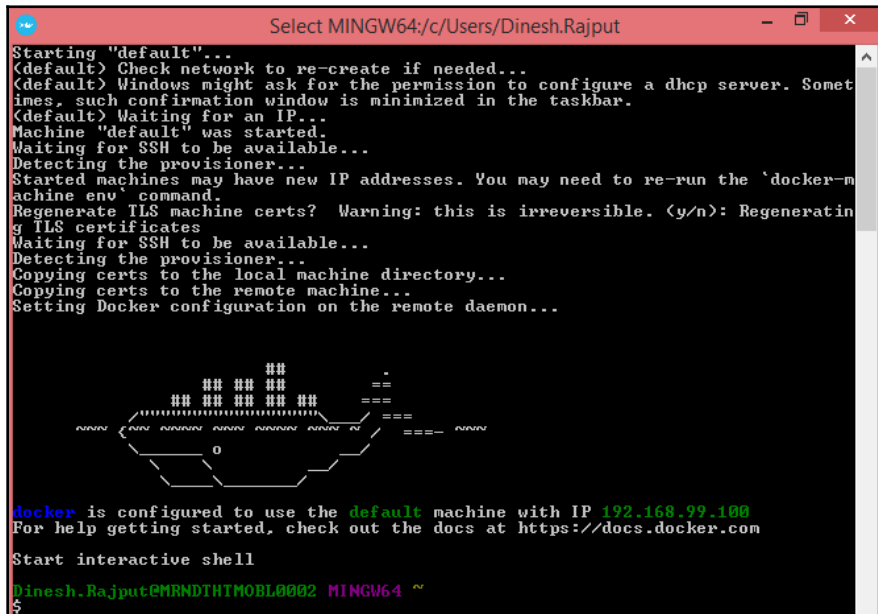 Select MINGW64:/c/Users/Dinesh.Rajput
Starting "default"...
(default) Check network to re-create if needed...
(default) Windows might ask for the permission to configure a dhcp server. Somet
imes, such confirmation window is minimized in the taskbar.
(default) Waiting for an IP...
Machine "default" was started.
Waiting for SSH to be available...
Detecting the provisioner...
Started machines may have new IP addresses. You may need to re-run the `docker-m
achine env` command.
Regenerate TLS machine certs?  Warning: this is irreversible. (y/n): Regeneratin
g TLS certificates
Waiting for SSH to be available...
Detecting the provisioner...
Copying certs to the local machine directory...
Copying certs to the remote machine...
Setting Docker configuration on the remote daemon...
                        ##         .
                  ## ## ##        ==
               ## ## ## ## ##    ===
           /"""""""""""""""""\___/ ===
      ~~~ {~~ ~~~~ ~~~ ~~~~ ~~~ ~ /  ===- ~~~
           \______ o           __/
             \    \         __/
              \____\_______/
docker is configured to use the default machine with IP 192.168.99.100
For help getting started, check out the docs at https://docs.docker.com
Start interactive shell
Dinesh.Rajput@MRNDTHTMOBL0002 MINGW64 ~
$